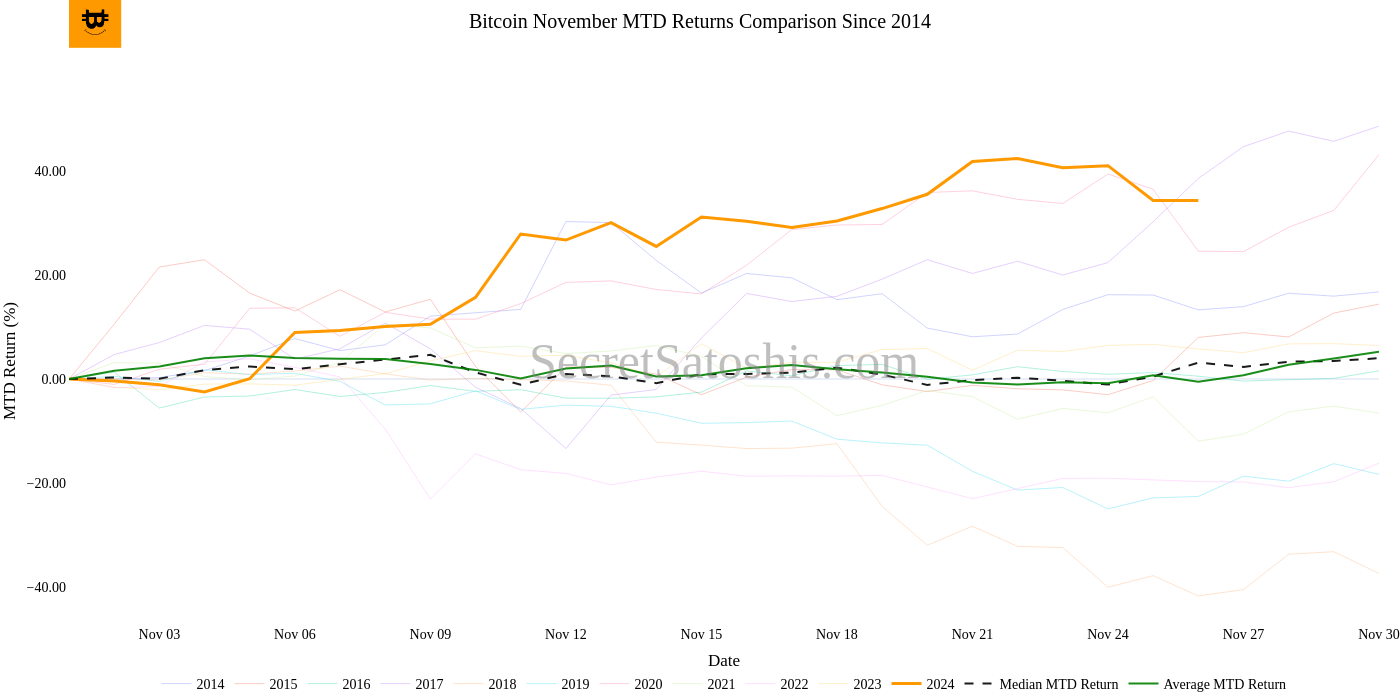 Bitcoin November MTD Returns Comparison Since 2014
MTD Return (%)
40.00
20.00
0.00
−20.00
−40.00
SecretSatoshis.com
Nov 03 Nov 06 Nov 09 Nov 12 Nov 15 Nov 18 Nov 21 Nov 24 Nov 27 Nov 30
Date
2014 2015 2016 2017 2018 2019 2020 2021 2022 2023 2024 Median MTD Return Average MTD Return